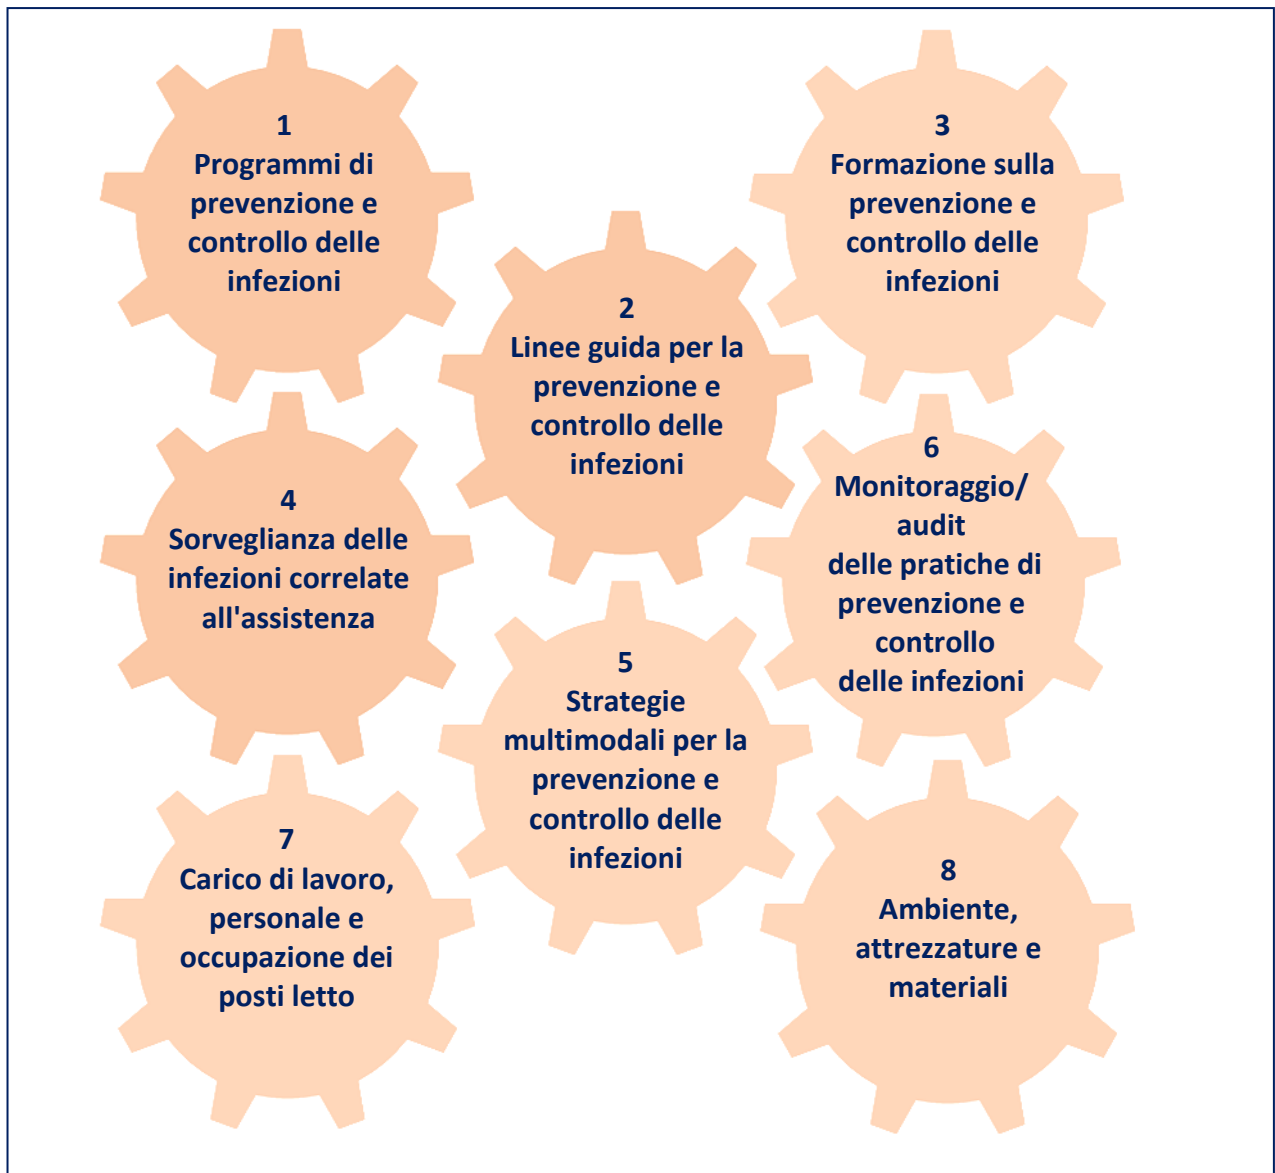 1
Programmi di
prevenzione e
controllo delle
infezioni
2
Linee guida per la
prevenzione e
controllo delle
infezioni
3
Formazione sulla
prevenzione e
controllo delle
infezioni
4
Sorveglianza delle
infezioni correlate
all'assistenza
5
Strategie
multimodali per la
prevenzione e
controllo delle
infezioni
6
Monitoraggio/
audit
delle pratiche di
prevenzione e
controllo
delle infezioni
7
Carico di lavoro,
personale e
occupazione dei
posti letto
8
Ambiente,
attrezzature e
materiali